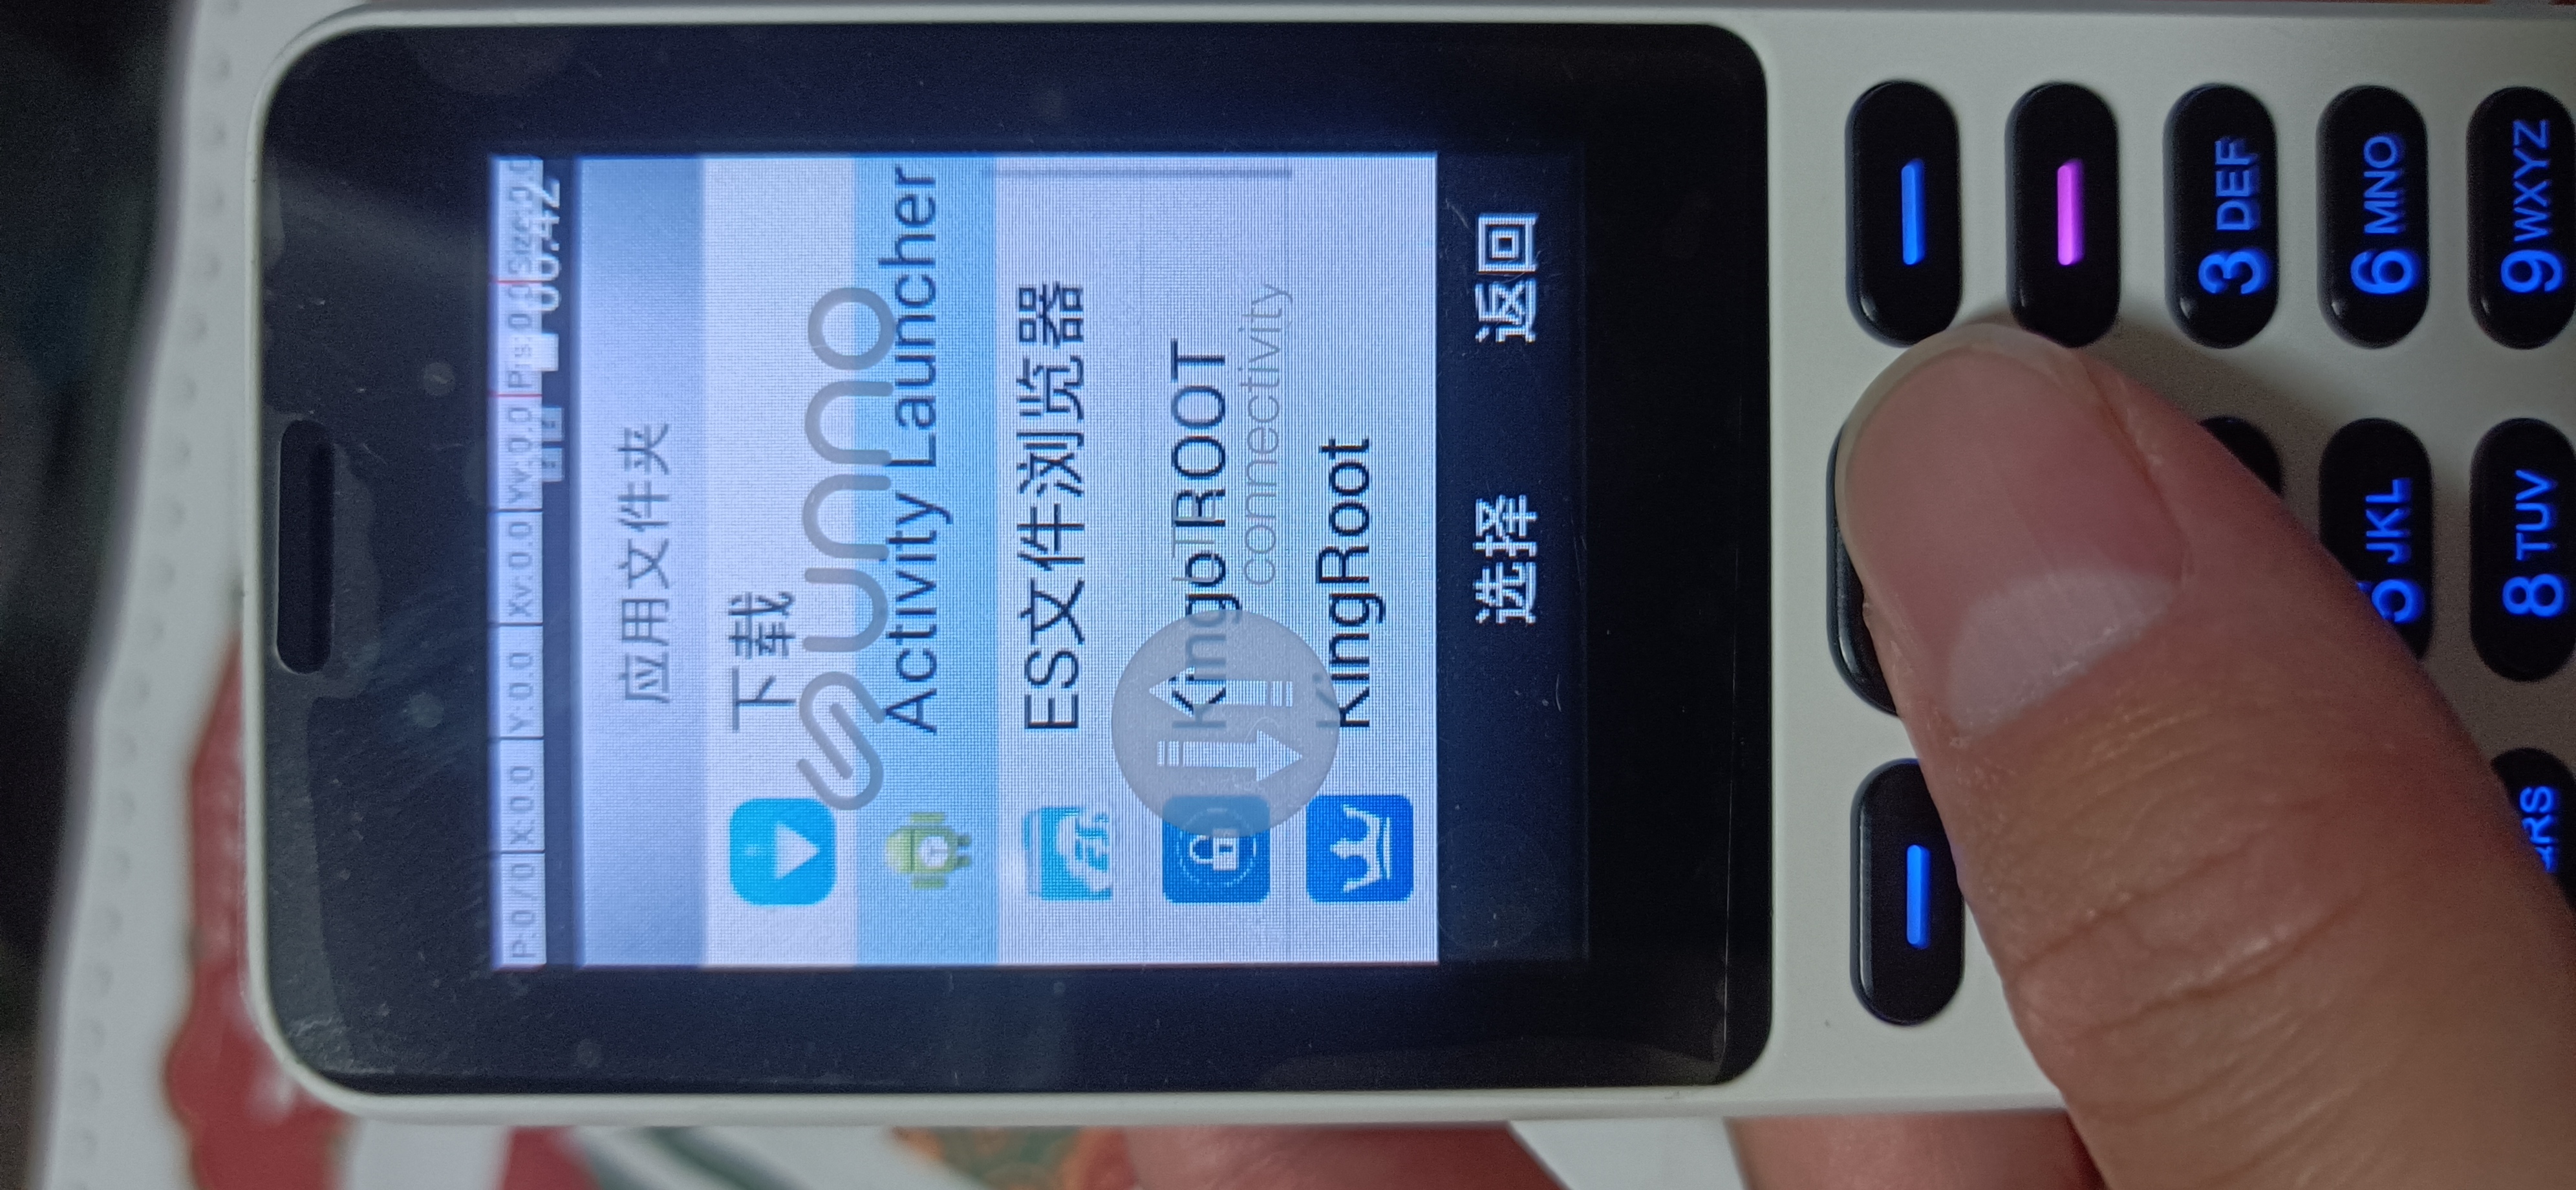 P:0 / 0 X:0.0 Y:0.0 Xv:0.0 Yv:0.0 Prs:0.0 Size:0.0
06:42
应用文件夹
下载
sunno
Activity Launcher
ES文件浏览器
ES
Kingo ROOT
LTE
connectivity
KingRoot
选择 返回
3 DEF
5 JKL 6 MNO
QRS 8 TUV 9 WXYZ